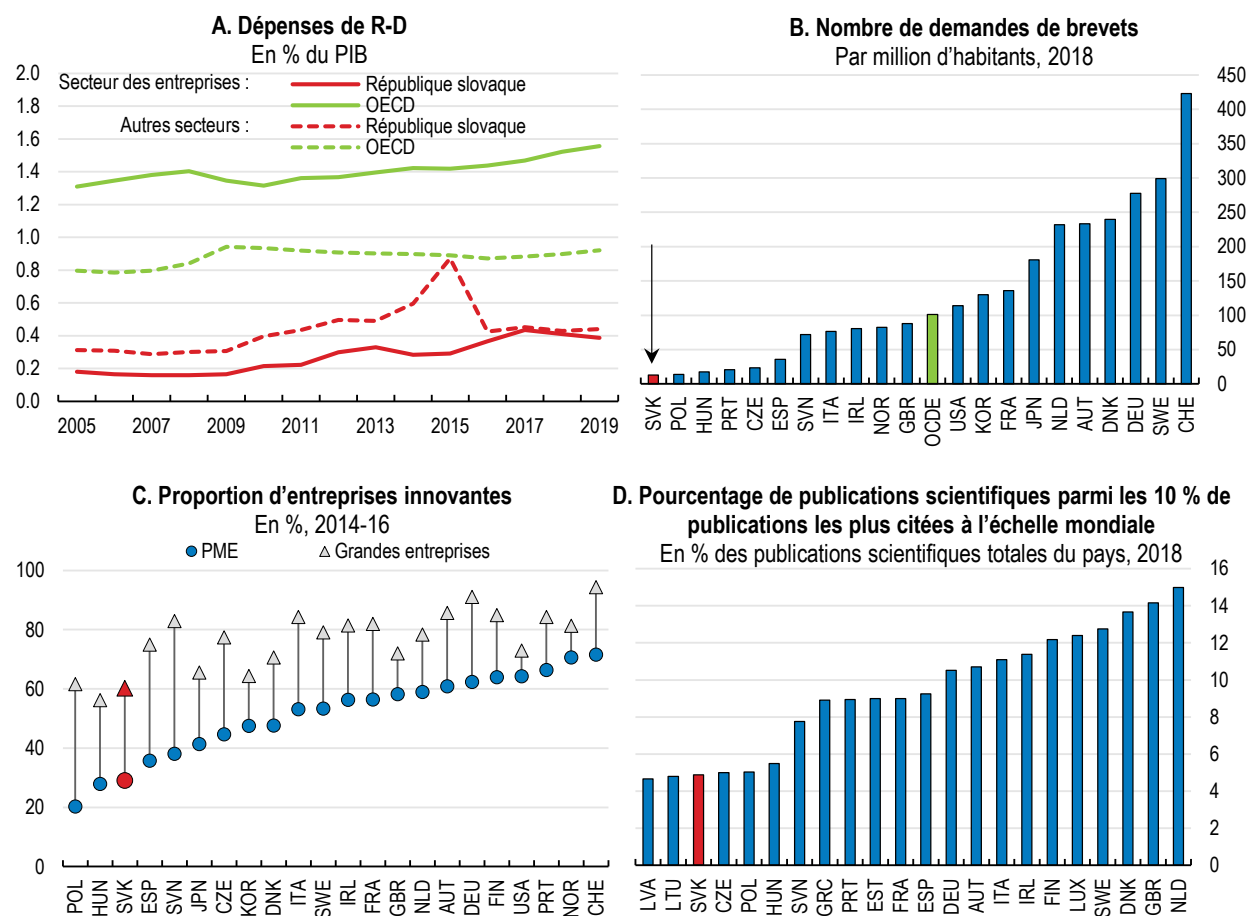 A. Dépenses de R-D
En % du PIB
2.0
1.8
1.6
1.4
1.2
1.0
0.8
0.6
0.4
0.2
0.0
Secteur des entreprises :
République slovaque
OECD
Autres secteurs :
République slovaque
OECD
2005 2007 2009 2011 2013 2015 2017 2019
B. Nombre de demandes de brevets
Par million d’habitants, 2018
450
400
350
300
250
200
150
100
50
0
SVK POL HUN PRT CZE ESP SVN ITA IRL NOR GBR OCDE USA KOR FRA JPN NLD AUT DNK DEU SWE CHE
C. Proportion d’entreprises innovantes
En %, 2014-16
PME Grandes entreprises
100
80
60
40
20
0
POL HUN SVK ESP SVN JPN CZE KOR DNK ITA SWE IRL FRA GBR NLD AUT DEU FIN USA PRT NOR CHE
D. Pourcentage de publications scientifiques parmi les 10 % de
publications les plus citées à l’échelle mondiale
En % des publications scientifiques totales du pays, 2018
16
14
12
10
8
6
4
2
0
LVA LTU SVK CZE POL HUN SVN GRC PRT EST FRA ESP DEU AUT ITA IRL FIN LUX SWE DNK GBR NLD